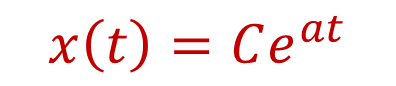 x(t) = Ce^{at}